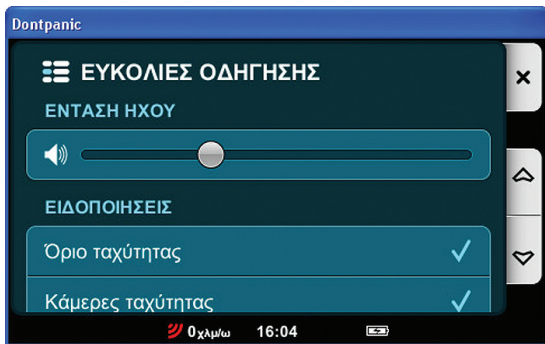 Dontpanic
ΕΥΚΟΛΙΕΣ ΟΔΗΓΗΣΗΣ
ΕΝΤΑΣΗ ΗΧΟΥ
ΕΙΔΟΠΟΙΗΣΕΙΣ
Όριο ταχύτητας
Κάμερες ταχύτητας
0χλμ/ω 16:04